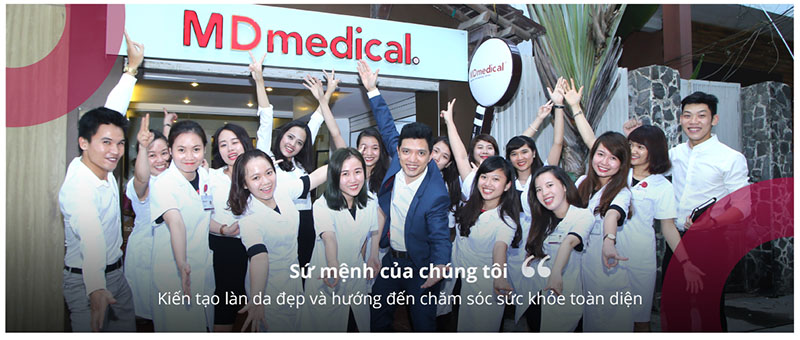 MDmedical.
MDmedical
Sứ mệnh của chúng tôi “
Kiến tạo làn da đẹp và hướng đến chăm sóc sức khỏe toàn diện